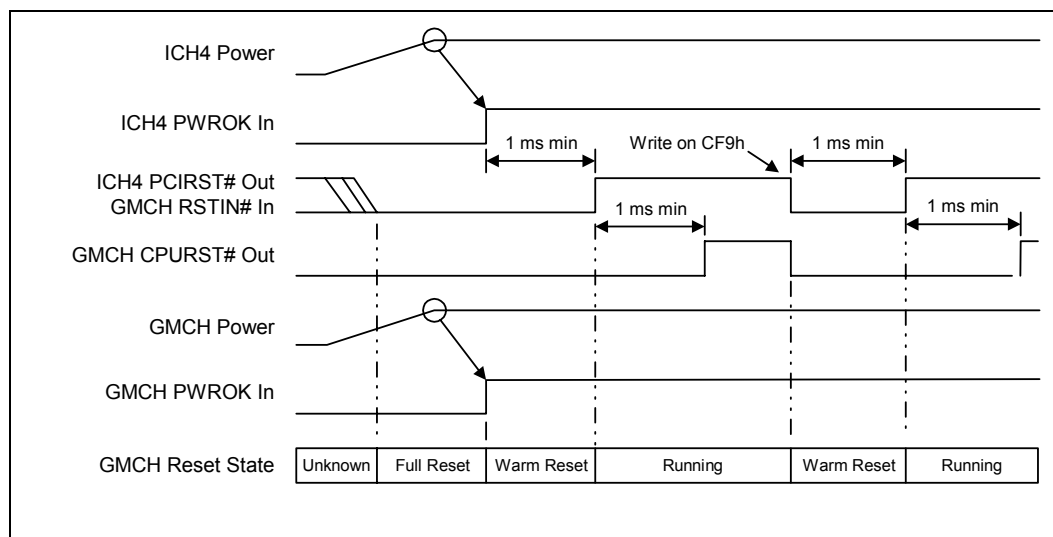 ICH4 Power
ICH4 PWROK In
1 ms min
Write on CF9h
1 ms min
ICH4 PCIRST# Out
GMCH RSTIN# In
1 ms min
1 ms min
GMCH CPURST# Out
GMCH Power
GMCH PWROK In
GMCH Reset State
Unknown
Full Reset
Warm Reset
Running
Warm Reset
Running